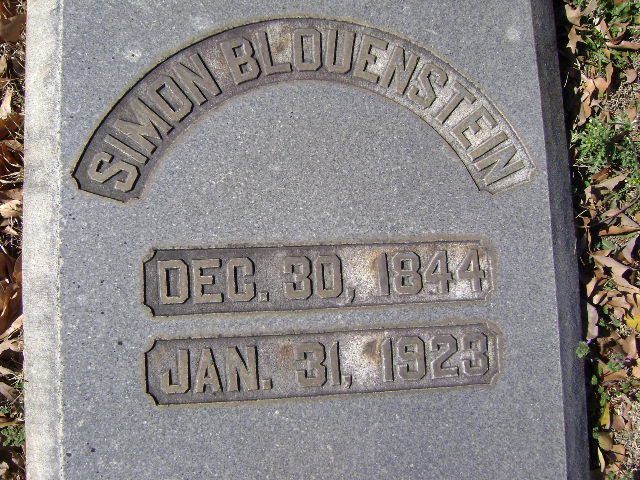 SIMON BLOUENSTEIN
DEC. 30, 1844
JAN. 31, 1923